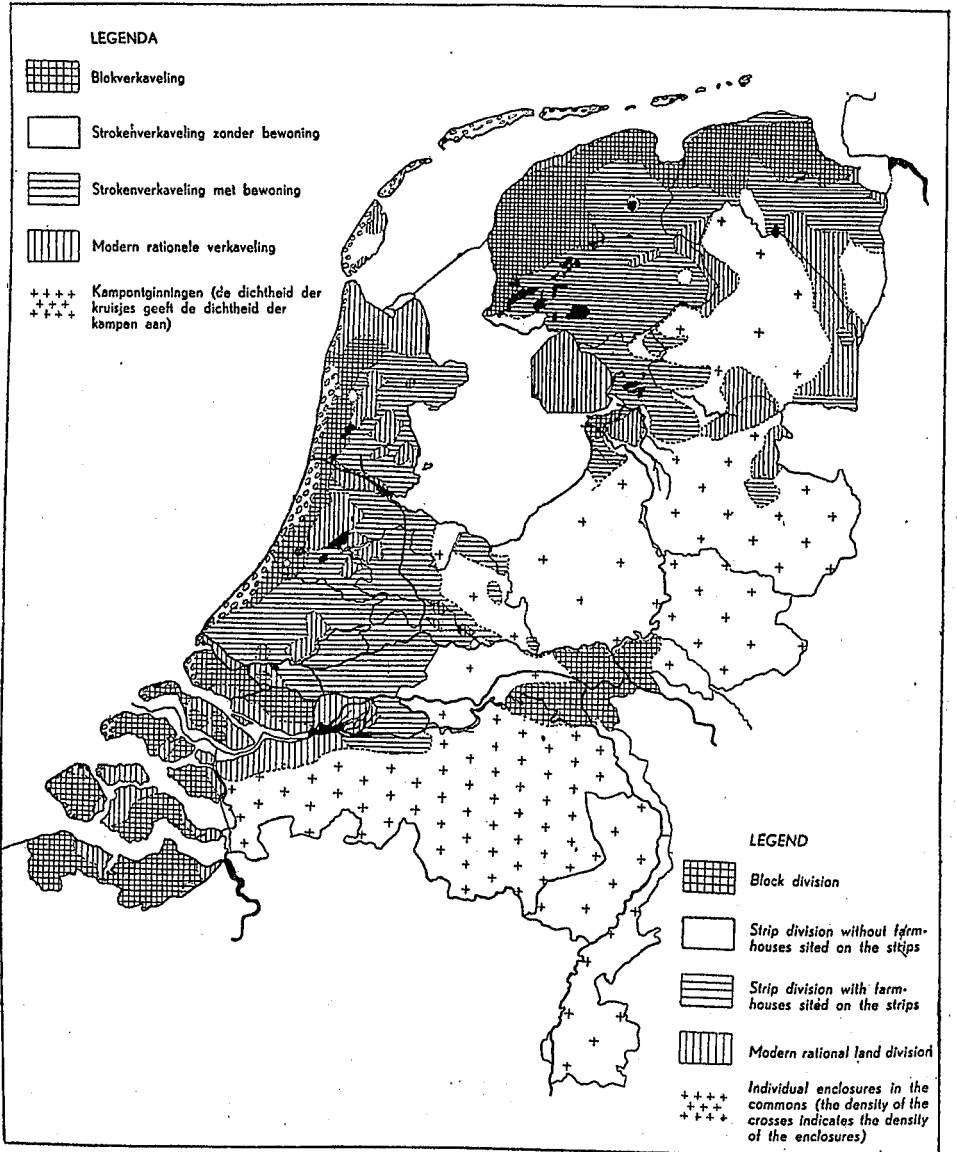 LEGENDA
Blokverkaveling
Strokenverkaveling zonder bewoning
Strokenverkaveling met bewoning
Modern rationele verkaveling
Kampontginningen (de dichtheid der
kruisjes geeft de dichtheid der
kampen aan)
LEGEND
Block division
Strip division without farm-
houses sited on the strips
Strip division with farm-
houses sited on the strips
Modern rational land division
Individual enclosures in the
commons (the density of the
crosses indicates the density
of the enclosures)